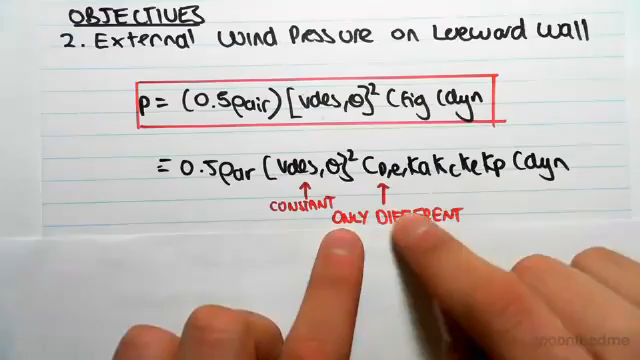 OBJECTIVES
2. External Wind Pressure on Leeward Wall
p = (0.5ρair) [Vdes,θ]² Cfig Cdyn
= 0.5ρair [Vdes,θ]² Cp,e Ka Kc Ke Kp Cdyn
CONSTANT
ONLY DIFFERENT
spoonfeedme